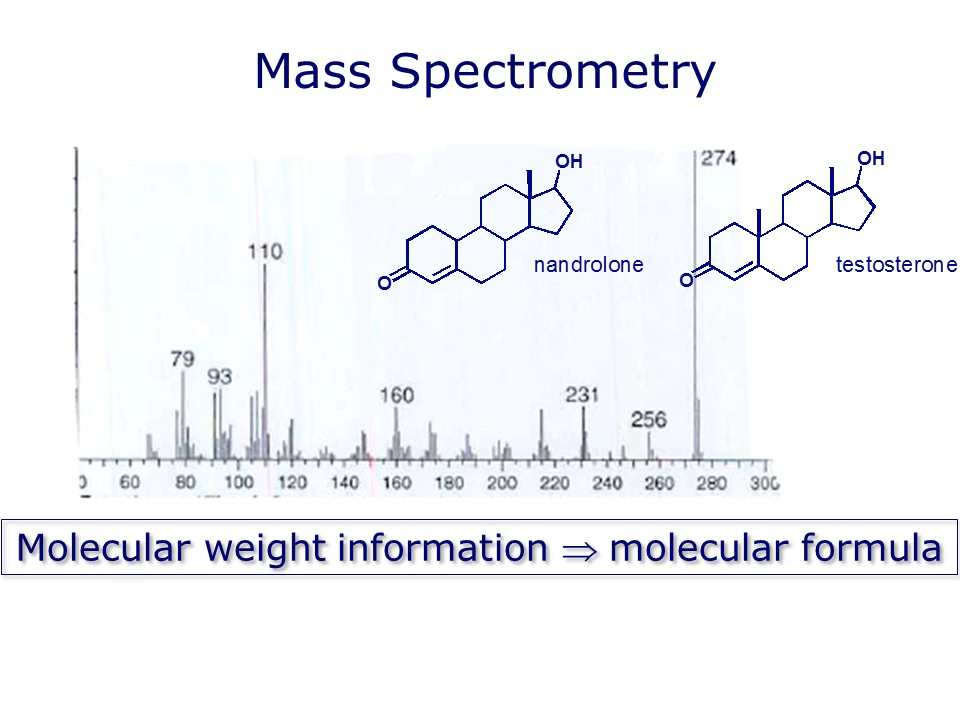 Mass Spectrometry
OH
OH
274
110
nandrolone
testosterone
O
O
79
93
160
231
256
60 80 100 120 140 160 180 200 220 240 260 280 300
Molecular weight information ⇒ molecular formula